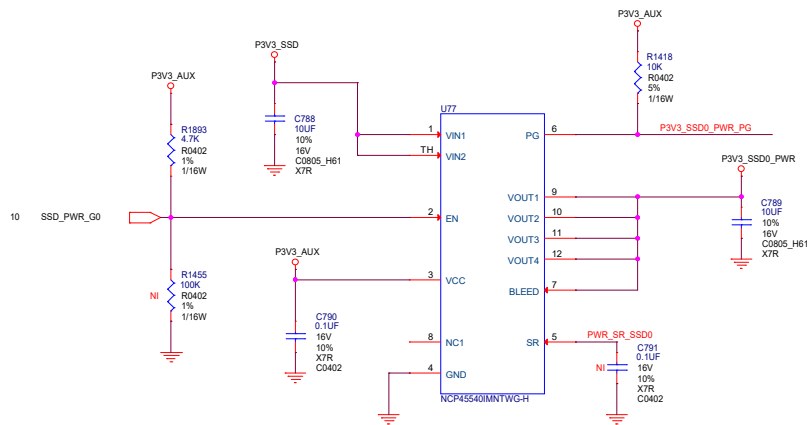 P3V3_SSD
P3V3_AUX
P3V3_AUX
R1418
10K
R0402
5%
1/16W
U77
C788
10UF
10%
16V
C0805_H61
X7R
1
VIN1
TH
VIN2
PG
6
P3V3_SSD0_PWR_PG
R1893
4.7K
R0402
1%
1/16W
P3V3_SSD0_PWR
10
SSD_PWR_G0
2
EN
VOUT1
9
VOUT2
10
VOUT3
11
VOUT4
12
C789
10UF
10%
16V
C0805_H61
X7R
P3V3_AUX
3
VCC
BLEED
7
R1455
100K
NI
R0402
1%
1/16W
C790
0.1UF
16V
10%
X7R
C0402
8
NC1
4
GND
SR
5
PWR_SR_SSD0
C791
0.1UF
NI
16V
10%
X7R
C0402
NCP45540IMNTWG-H